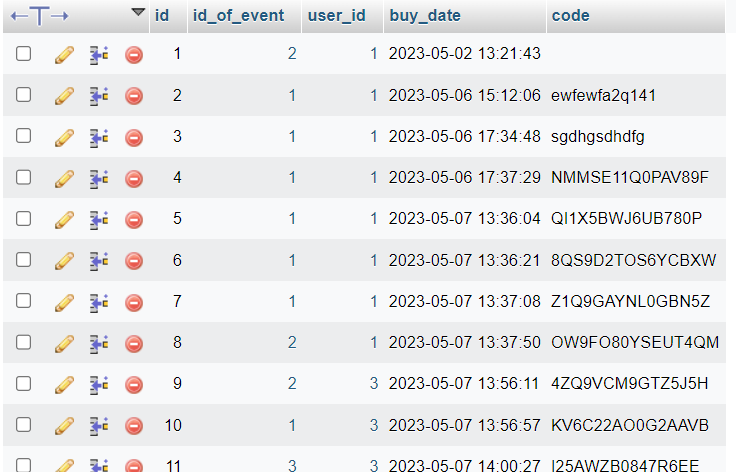 id id_of_event user_id buy_date code
1 2 1 2023-05-02 13:21:43
2 1 1 2023-05-06 15:12:06 ewfewfa2q141
3 1 1 2023-05-06 17:34:48 sgdhgsdhdfg
4 1 1 2023-05-06 17:37:29 NMMSE11Q0PAV89F
5 1 1 2023-05-07 13:36:04 QI1X5BWJ6UB780P
6 1 1 2023-05-07 13:36:21 8QS9D2TOS6YCBXW
7 1 1 2023-05-07 13:37:08 Z1Q9GAYNL0GBN5Z
8 2 1 2023-05-07 13:37:50 OW9FO80YSEUT4QM
9 2 3 2023-05-07 13:56:11 4ZQ9VCM9GTZ5J5H
10 1 3 2023-05-07 13:56:57 KV6C22AO0G2AAVB
11 3 3 2023-05-07 14:00:27 I25AWZB0847R6EE